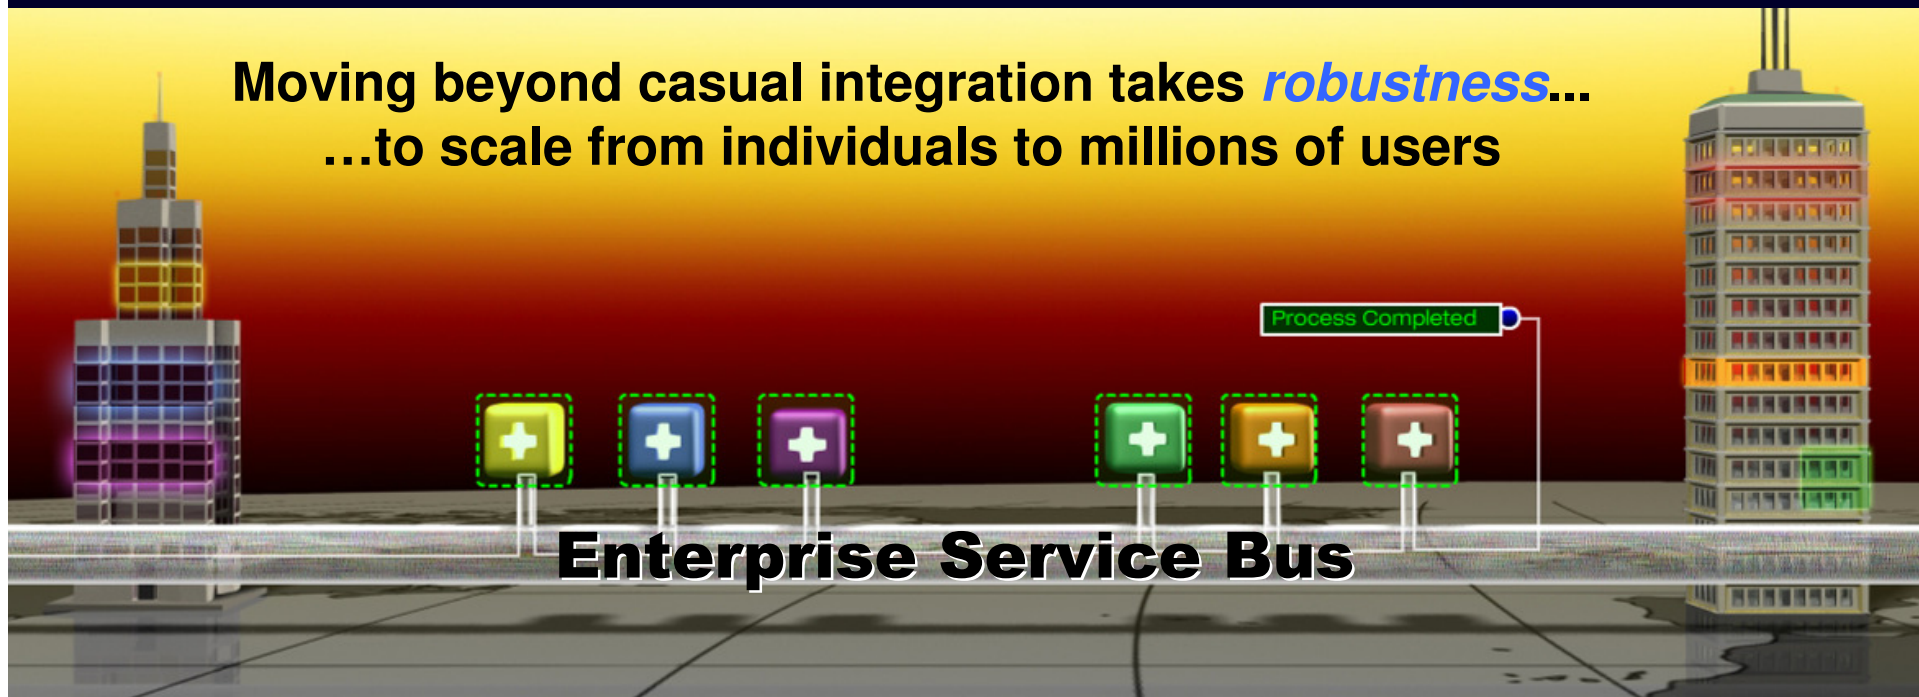 Moving beyond casual integration takes robustness...
…to scale from individuals to millions of users
Process Completed
Enterprise Service Bus